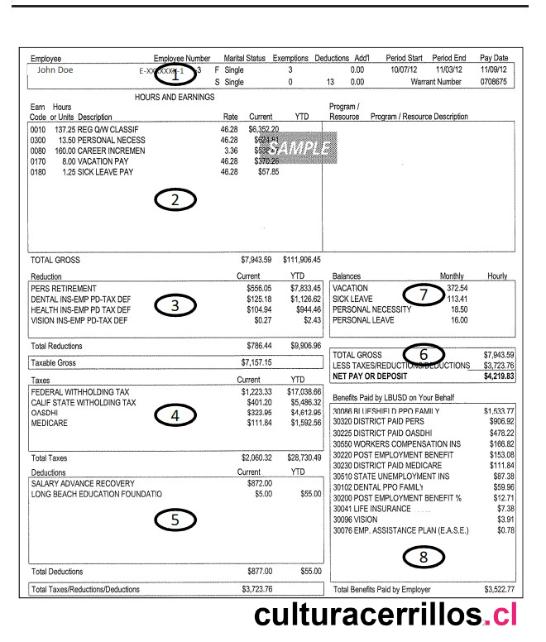 Employee Employee Number Marital Status Exemptions Deductions Add'l Period Start Period End Pay Date
John Doe 1 3 F Single 3 0.00 10/07/12 11/03/12 11/09/12
S Single 0 13 0.00 Warrant Number 0708675
HOURS AND EARNINGS
Earn Hours Program /
Code or Units Description Rate Current YTD Resource Program / Resource Description
0010 137.25 REG Q/W CLASSIF 46.28 $6,352.20
0300 13.50 PERSONAL NECESS 46.28
0080 160.00 CAREER INCREMEN 3.36
0170 8.00 VACATION PAY 46.28
0180 1.25 SICK LEAVE PAY 46.28 $57.85
SAMPLE
2
TOTAL GROSS $7,943.59 $111,906.45
Reduction Current YTD
PERS RETIREMENT $556.05 $7,833.45
DENTAL INS-EMP PD-TAX DEF $125.18 $1,126.62
HEALTH INS-EMP PD-TAX DEF $104.94 $944.46
VISION INS-EMP PD-TAX DEF $0.27 $2.43
3
Total Reductions $786.44 $9,906.96
Taxable Gross $7,157.15
Balances Monthly Hourly
VACATION 372.54
SICK LEAVE 113.41
PERSONAL NECESSITY 18.50
PERSONAL LEAVE 16.00
7
TOTAL GROSS $7,943.59
LESS TAXES/REDUCTIONS/DEDUCTIONS $3,723.76
NET PAY OR DEPOSIT $4,219.83
6
Taxes Current YTD
FEDERAL WITHHOLDING TAX $1,223.33 $17,038.66
CALIF STATE WITHOLDING TAX $401.20 $5,486.32
OASDHI $323.95 $4,612.95
MEDICARE $111.84 $1,592.56
4
Total Taxes $2,060.32 $28,730.49
Deductions Current YTD
SALARY ADVANCE RECOVERY $872.00
LONG BEACH EDUCATION FOUNDATIO $5.00 $55.00
5
Total Deductions $877.00 $55.00
Total Taxes/Reductions/Deductions $3,723.76
Benefits Paid by LBUSD on Your Behalf
30086 BLUESHIELD PPO FAMILY $1,533.77
30320 DISTRICT PAID PERS $906.92
30225 DISTRICT PAID OASDHI $478.22
30550 WORKERS COMPENSATION INS $166.82
30220 POST EMPLOYMENT BENEFIT $153.08
30230 DISTRICT PAID MEDICARE $111.84
30510 STATE UNEMPLOYMENT INS $87.38
30102 DENTAL PPO FAMILY $59.96
30200 POST EMPLOYMENT BENEFIT % $12.71
30041 LIFE INSURANCE $7.38
30096 VISION $3.91
30076 EMP. ASSISTANCE PLAN (E.A.S.E.) $0.78
8
Total Benefits Paid by Employer $3,522.77
culturacerrillos.cl